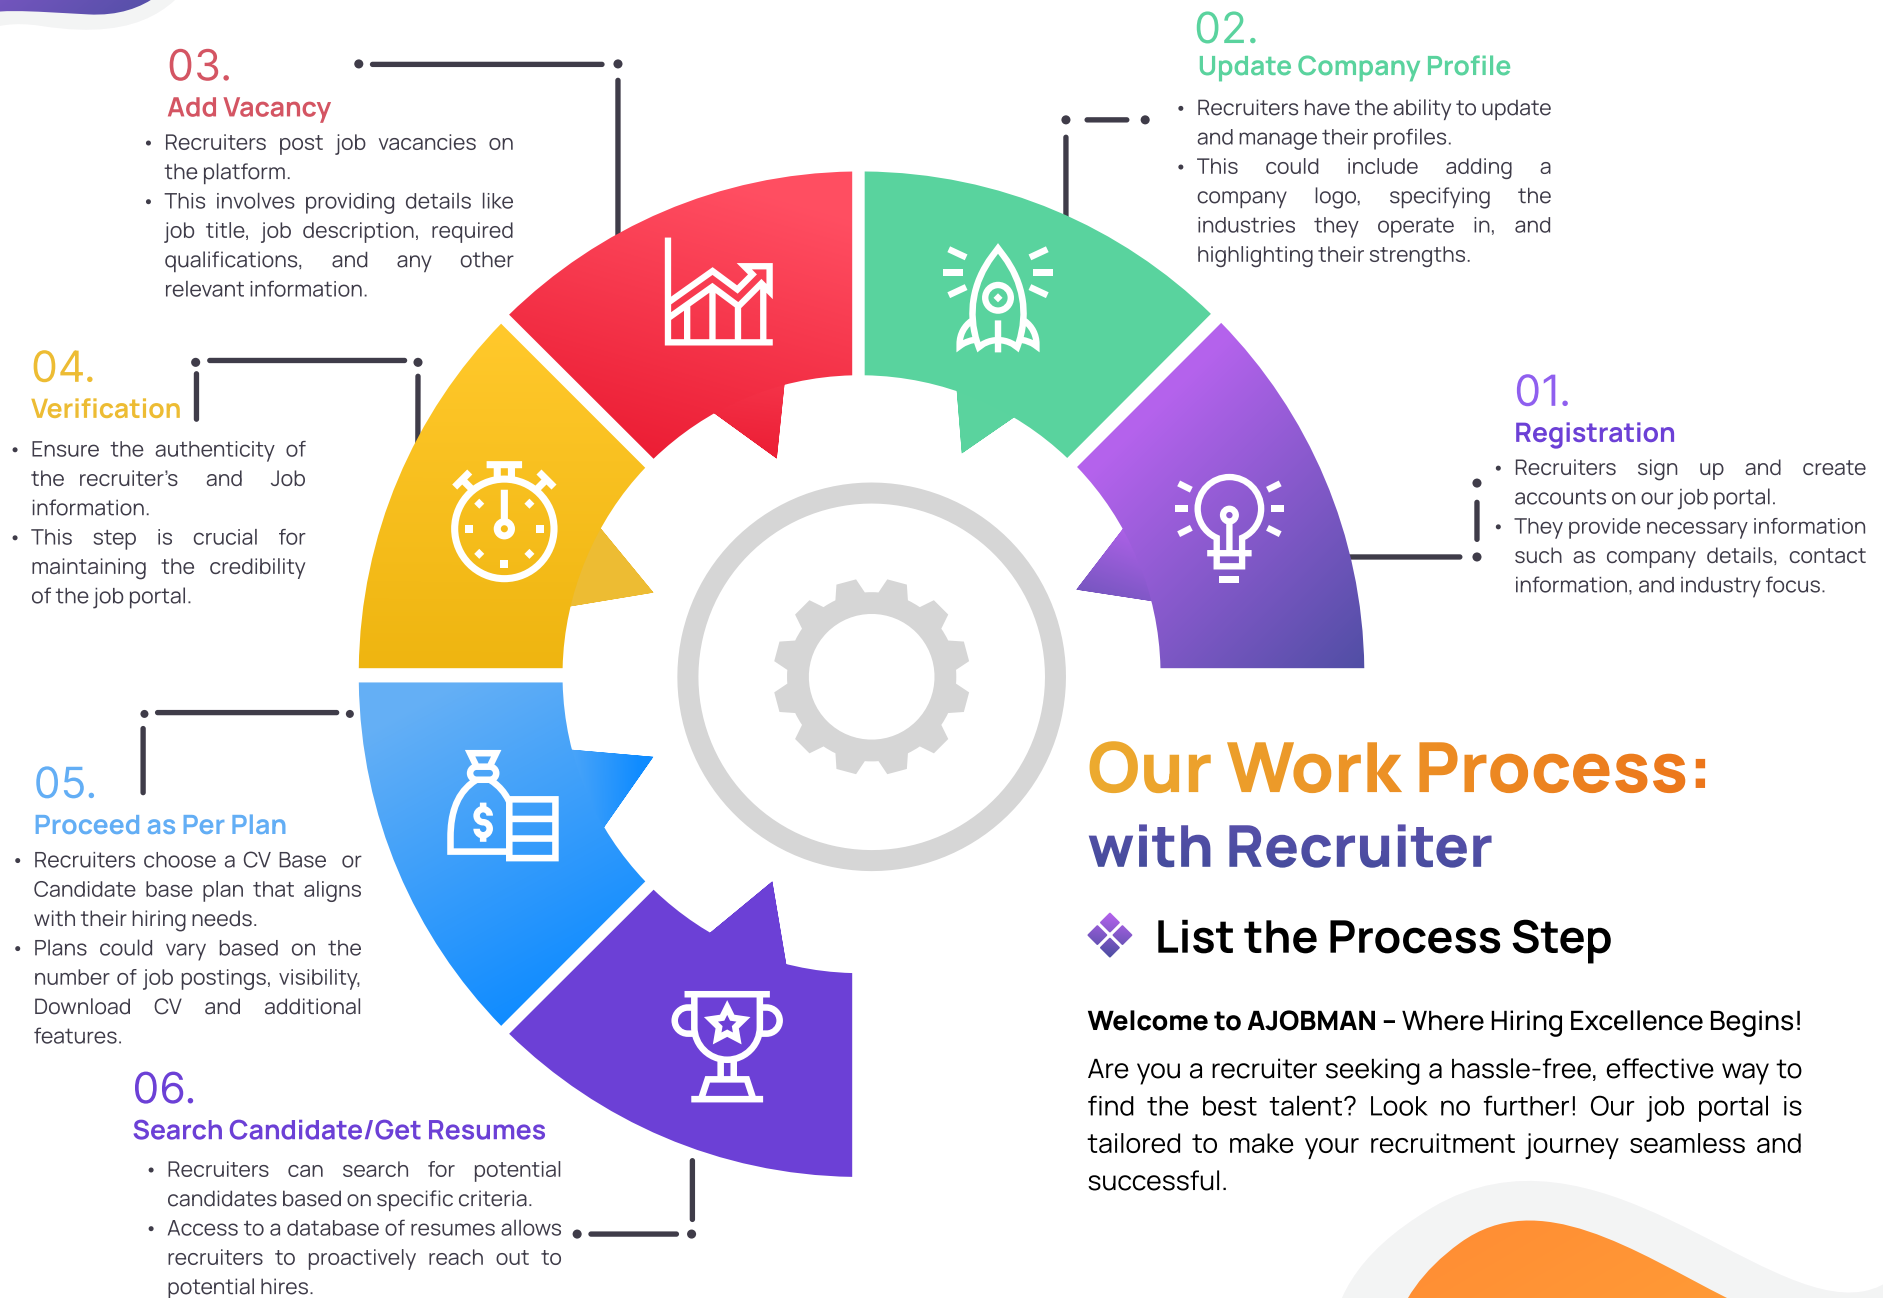 03.
Add Vacancy
• Recruiters post job vacancies on
the platform.
• This involves providing details like
job title, job description, required
qualifications, and any other
relevant information.
02.
Update Company Profile
• Recruiters have the ability to update
and manage their profiles.
• This could include adding a
company logo, specifying the
industries they operate in, and
highlighting their strengths.
04.
Verification
• Ensure the authenticity of
the recruiter's and Job
information.
• This step is crucial for
maintaining the credibility
of the job portal.
01.
Registration
• Recruiters sign up and create
accounts on our job portal.
• They provide necessary information
such as company details, contact
information, and industry focus.
05.
Proceed as Per Plan
• Recruiters choose a CV Base or
Candidate base plan that aligns
with their hiring needs.
• Plans could vary based on the
number of job postings, visibility,
Download CV and additional
features.
$
06.
Search Candidate/Get Resumes
• Recruiters can search for potential
candidates based on specific criteria.
• Access to a database of resumes allows
recruiters to proactively reach out to
potential hires.
Our Work Process:
with Recruiter
List the Process Step
Welcome to AJOBMAN – Where Hiring Excellence Begins!
Are you a recruiter seeking a hassle-free, effective way to
find the best talent? Look no further! Our job portal is
tailored to make your recruitment journey seamless and
successful.